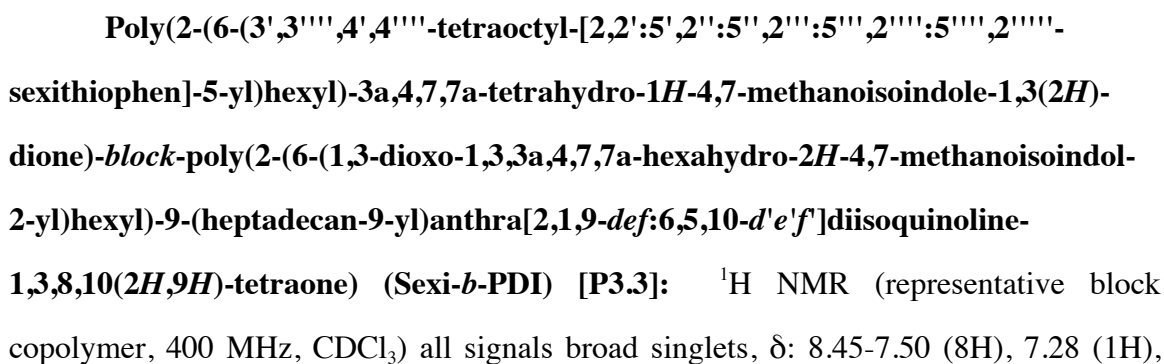 Poly(2-(6-(3',3'''',4',4''''-tetraoctyl-[2,2':5',2'':5'',2''':5''',2'''':5'''',2'''''-
sexithiophen]-5-yl)hexyl)-3a,4,7,7a-tetrahydro-1H-4,7-methanoisoindole-1,3(2H)-
dione)-block-poly(2-(6-(1,3-dioxo-1,3,3a,4,7,7a-hexahydro-2H-4,7-methanoisoindol-
2-yl)hexyl)-9-(heptadecan-9-yl)anthra[2,1,9-def:6,5,10-d'e'f']diisoquinoline-
1,3,8,10(2H,9H)-tetraone) (Sexi-b-PDI) [P3.3]: ¹H NMR (representative block
copolymer, 400 MHz, CDCl₃) all signals broad singlets, δ: 8.45-7.50 (8H), 7.28 (1H).